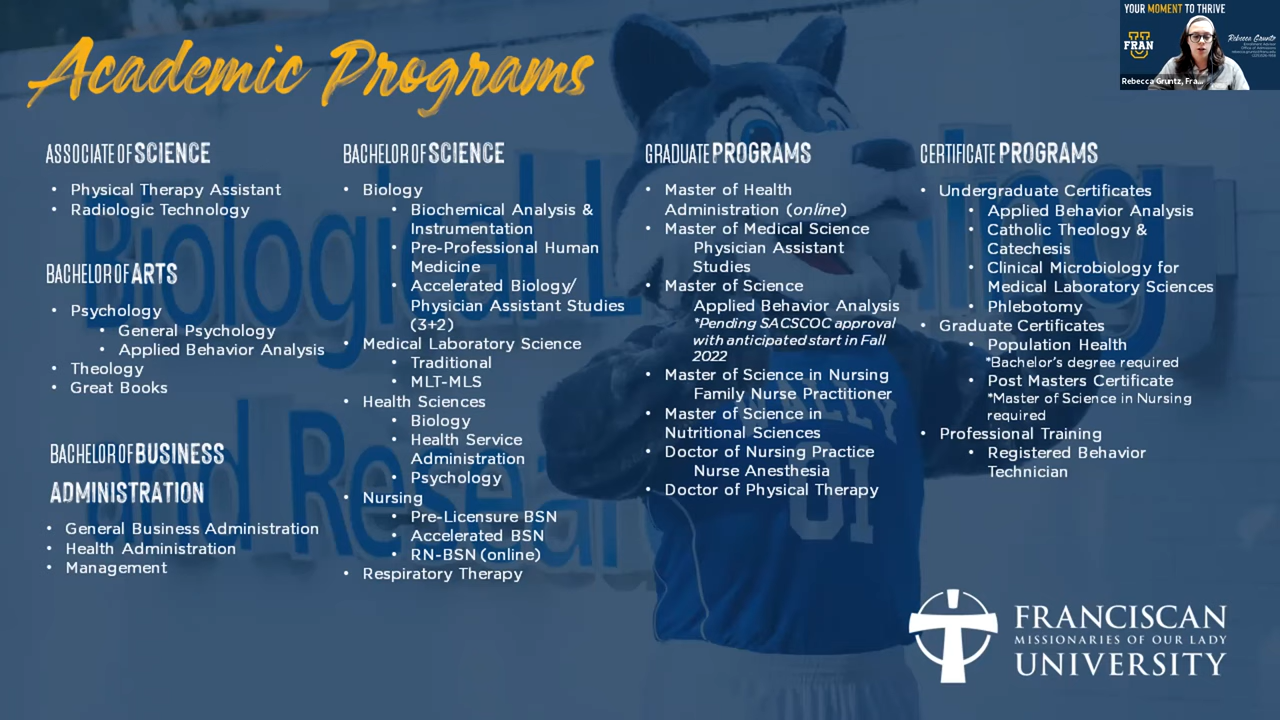 Academic Programs
ASSOCIATE OF SCIENCE
• Physical Therapy Assistant
• Radiologic Technology
BACHELOR OF ARTS
• Psychology
• General Psychology
• Applied Behavior Analysis
• Theology
• Great Books
BACHELOR OF BUSINESS
ADMINISTRATION
• General Business Administration
• Health Administration
• Management
BACHELOR OF SCIENCE
• Biology
• Biochemical Analysis &
Instrumentation
• Pre-Professional Human
Medicine
• Accelerated Biology/
Physician Assistant Studies
(3+2)
• Medical Laboratory Science
• Traditional
• MLT-MLS
• Health Sciences
• Biology
• Health Service
Administration
• Psychology
• Nursing
• Pre-Licensure BSN
• Accelerated BSN
• RN-BSN (online)
• Respiratory Therapy
GRADUATE PROGRAMS
• Master of Health
Administration (online)
• Master of Medical Science
Physician Assistant
Studies
• Master of Science
Applied Behavior Analysis
*Pending SACSCOC approval
with anticipated start in Fall
2022
• Master of Science in Nursing
Family Nurse Practitioner
• Master of Science in
Nutritional Sciences
• Doctor of Nursing Practice
Nurse Anesthesia
• Doctor of Physical Therapy
CERTIFICATE PROGRAMS
• Undergraduate Certificates
• Applied Behavior Analysis
• Catholic Theology &
Catechesis
• Clinical Microbiology for
Medical Laboratory Sciences
• Phlebotomy
• Graduate Certificates
• Population Health
*Bachelor's degree required
• Post Masters Certificate
*Master of Science in Nursing
required
• Professional Training
• Registered Behavior
Technician
FRANCISCAN
MISSIONARIES OF OUR LADY
UNIVERSITY
YOUR MOMENT TO THRIVE
FRAN
U
Rebecca Gruntz
Rebecca Gruntz, Fra...
Biological
and Resear
01